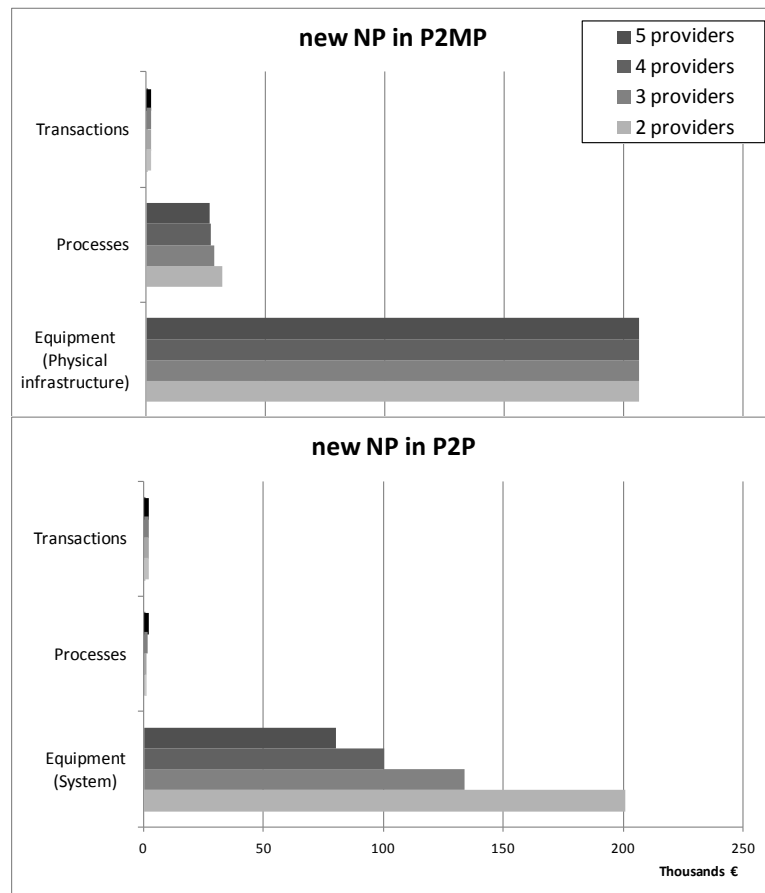 new NP in P2MP
5 providers
4 providers
3 providers
2 providers
Transactions
Processes
Equipment
(Physical
infrastructure)
new NP in P2P
Transactions
Processes
Equipment
(System)
0 50 100 150 200 250
Thousands €